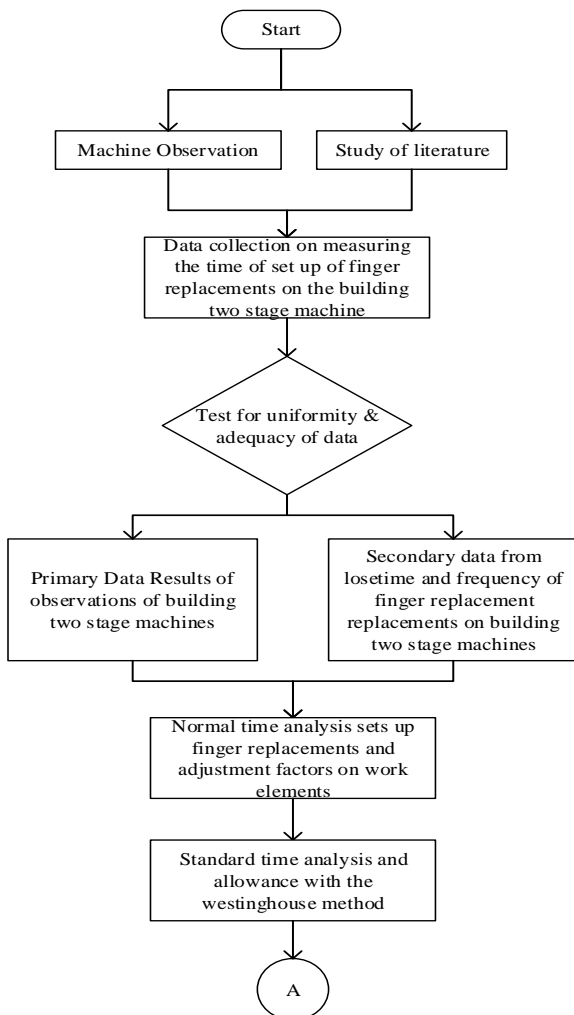 Start
Machine Observation
Study of literature
Data collection on measuring
the time of set up of finger
replacements on the building
two stage machine
Test for uniformity &
adequacy of data
Primary Data Results of
observations of building
two stage machines
Secondary data from
losetime and frequency of
finger replacement
replacements on building
two stage machines
Normal time analysis sets up
finger replacements and
adjustment factors on work
elements
Standard time analysis and
allowance with the
westinghouse method
A